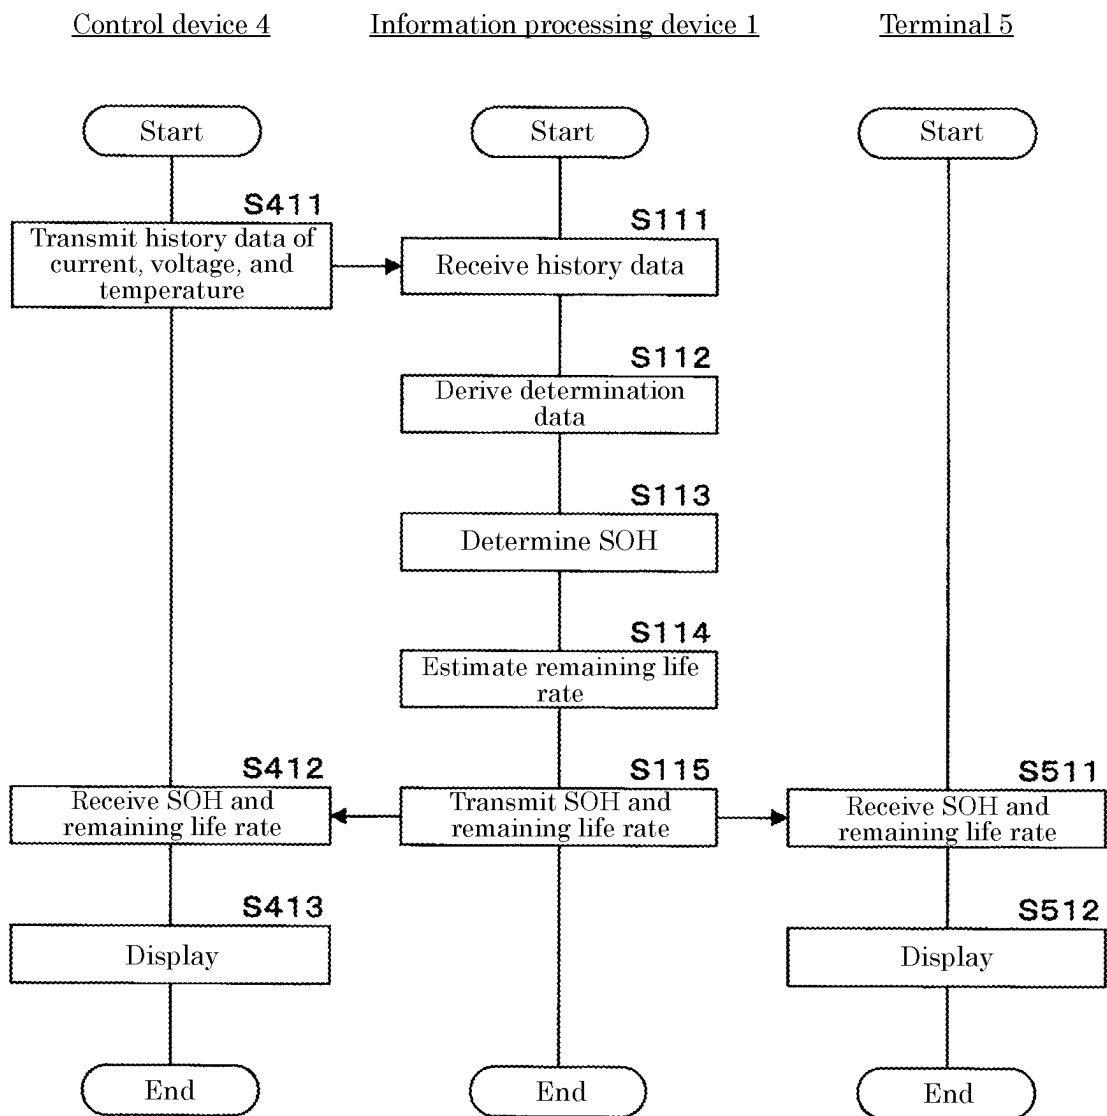 Control device 4
Information processing device 1
Terminal 5
Start
Start
Start
S411
Transmit history data of
current, voltage, and
temperature
S111
Receive history data
S112
Derive determination
data
S113
Determine SOH
S114
Estimate remaining life
rate
S412
Receive SOH and
remaining life rate
S115
Transmit SOH and
remaining life rate
S511
Receive SOH and
remaining life rate
S413
Display
S512
Display
End
End
End